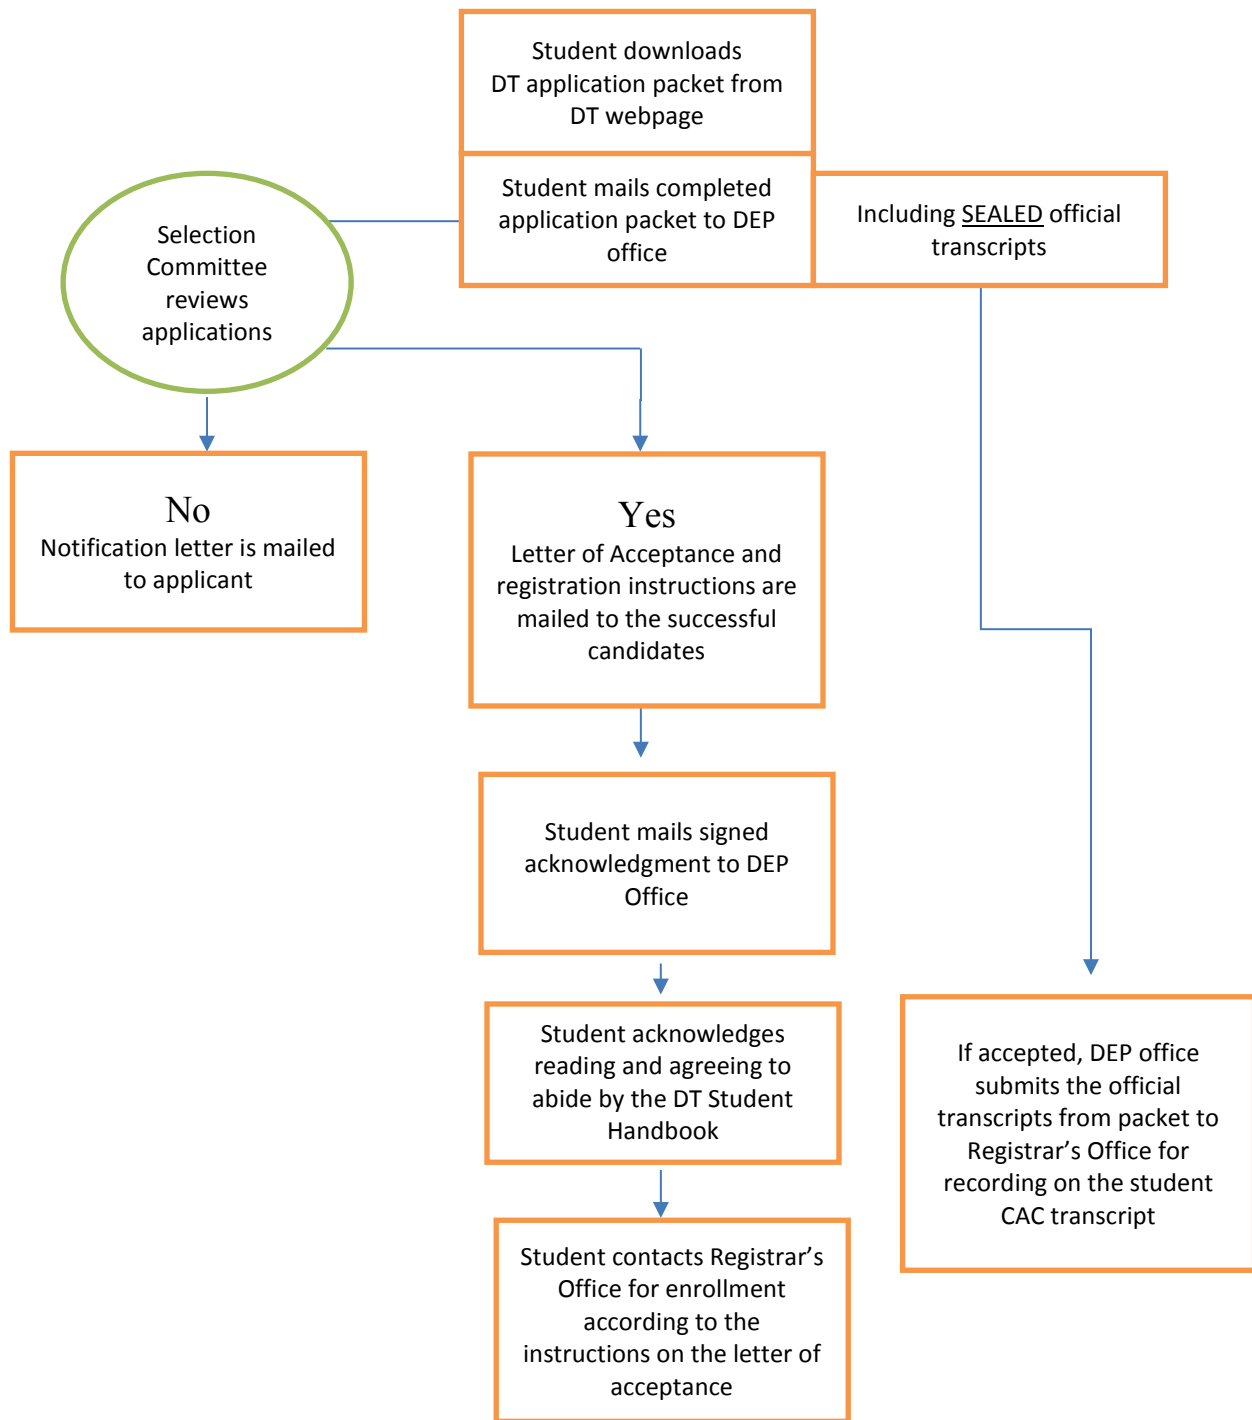 Student downloads
DT application packet from
DT webpage
Student mails completed
application packet to DEP
office
Including SEALED official
transcripts
Selection
Committee
reviews
applications
No
Notification letter is mailed
to applicant
Yes
Letter of Acceptance and
registration instructions are
mailed to the successful
candidates
Student mails signed
acknowledgment to DEP
Office
Student acknowledges
reading and agreeing to
abide by the DT Student
Handbook
If accepted, DEP office
submits the official
transcripts from packet to
Registrar’s Office for
recording on the student
CAC transcript
Student contacts Registrar’s
Office for enrollment
according to the
instructions on the letter of
acceptance